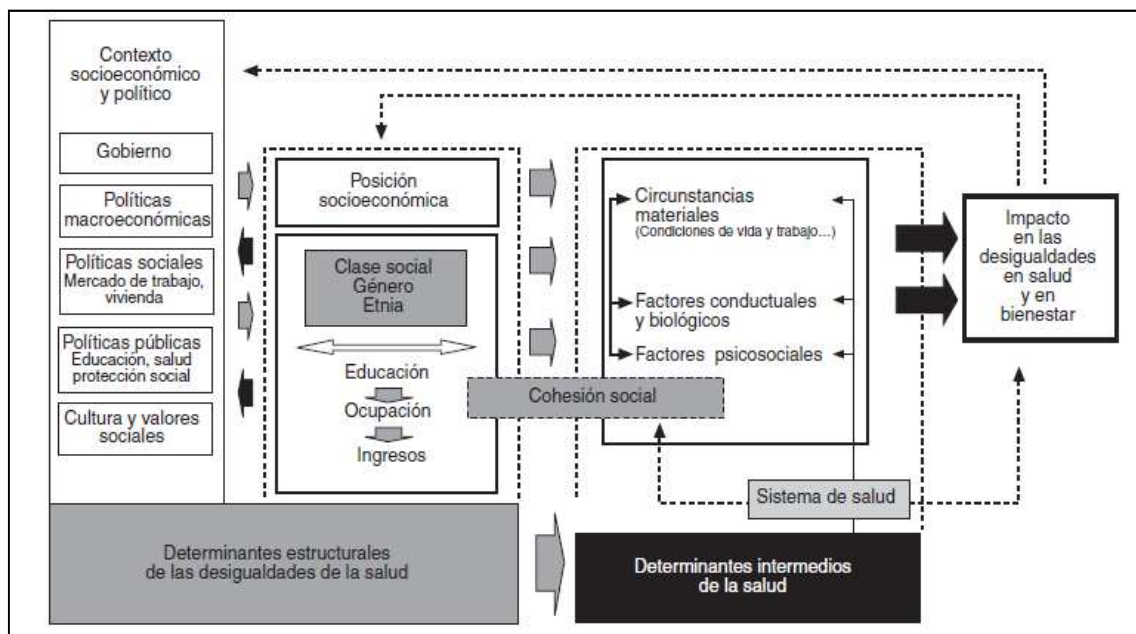 Contexto
socioeconómico
y político
Gobierno
Políticas
macroeconómicas
Políticas sociales
Mercado de trabajo,
vivienda
Políticas públicas
Educación, salud
protección social
Cultura y valores
sociales
Posición
socioeconómica
Clase social
Género
Etnia
Educación
Ocupación
Ingresos
Cohesión social
Circunstancias
materiales
(Condiciones de vida y trabajo...)
Factores conductuales
y biológicos
Factores psicosociales
Sistema de salud
Impacto
en las
desigualdades
en salud
y en
bienestar
Determinantes estructurales
de las desigualdades de la salud
Determinantes intermedios
de la salud